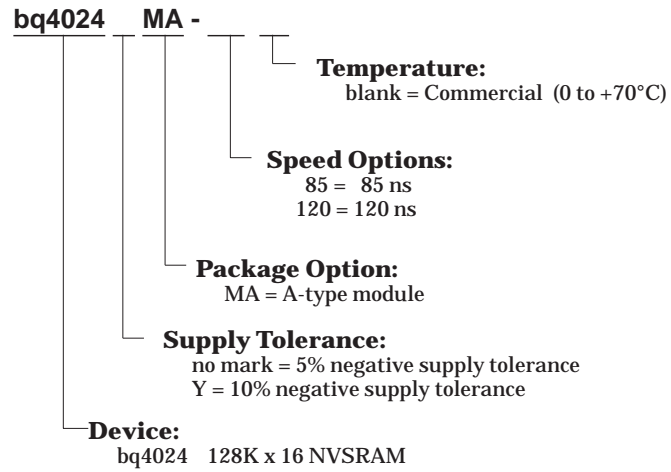 bq4024 MA -
Temperature:
blank = Commercial (0 to +70°C)
Speed Options:
85 = 85 ns
120 = 120 ns
Package Option:
MA = A-type module
Supply Tolerance:
no mark = 5% negative supply tolerance
Y = 10% negative supply tolerance
Device:
bq4024 128K x 16 NVSRAM